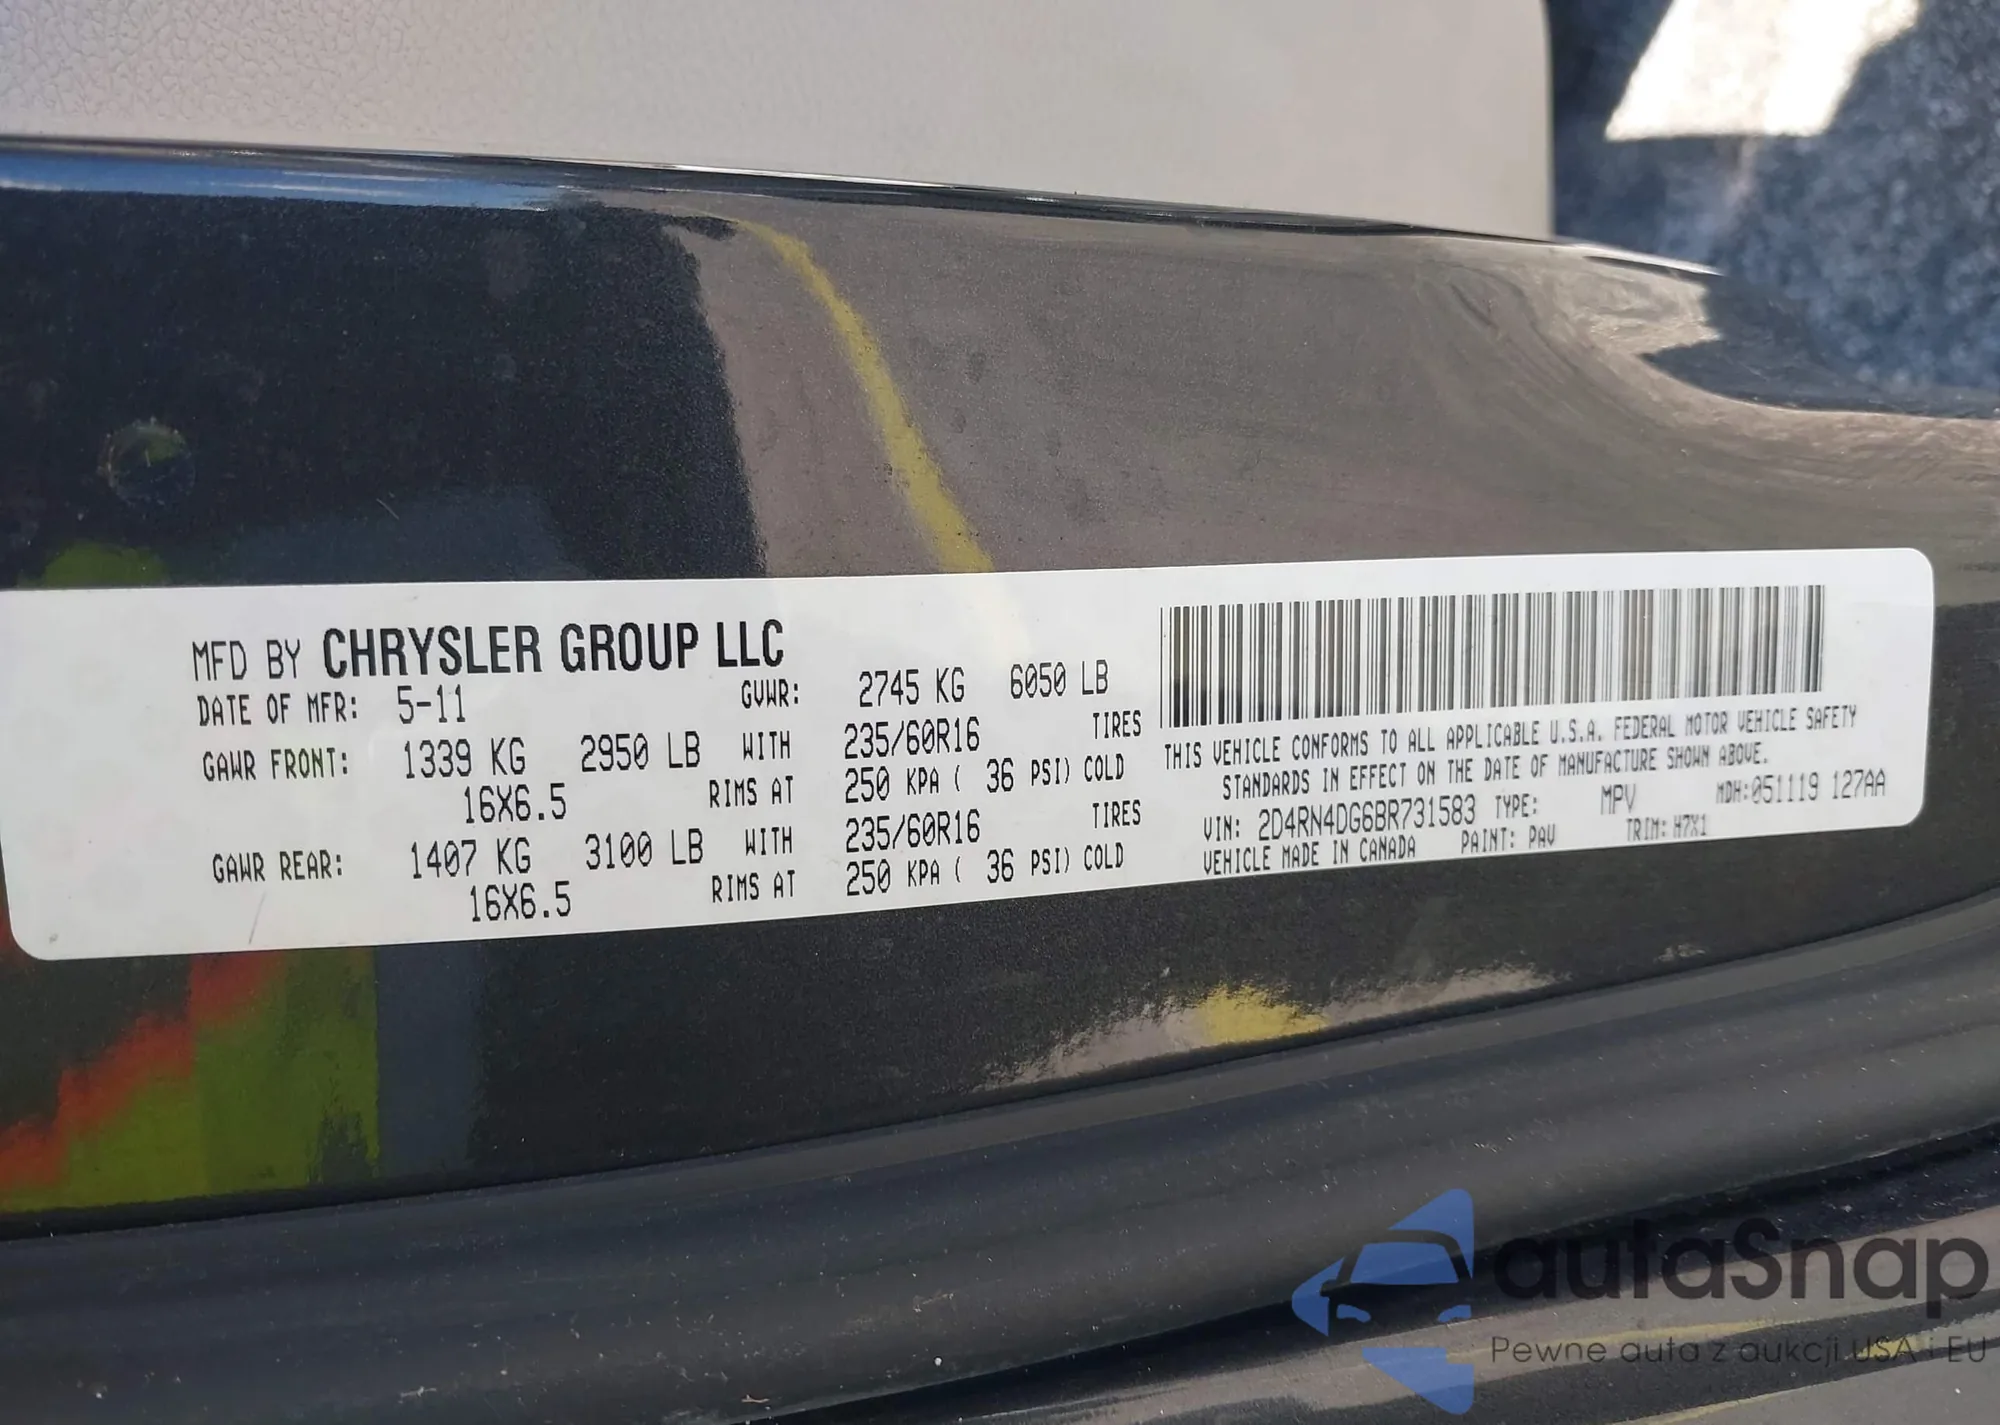 MFD BY CHRYSLER GROUP LLC
DATE OF MFR: 5-11 GVWR: 2745 KG 6050 LB
GAWR FRONT: 1339 KG 2950 LB WITH 235/60R16 TIRES
16X6.5 RIMS AT 250 KPA ( 36 PSI) COLD
GAWR REAR: 1407 KG 3100 LB WITH 235/60R16 TIRES
16X6.5 RIMS AT 250 KPA ( 36 PSI) COLD
THIS VEHICLE CONFORMS TO ALL APPLICABLE U.S.A. FEDERAL MOTOR VEHICLE SAFETY
STANDARDS IN EFFECT ON THE DATE OF MANUFACTURE SHOWN ABOVE.
VIN: 2D4RN4DG6BR731583 TYPE: MPV MDH:051119 127AA
VEHICLE MADE IN CANADA PAINT: PAV TRIM: H7X1
autaSnap
Pewne auta z aukcji USA i EU